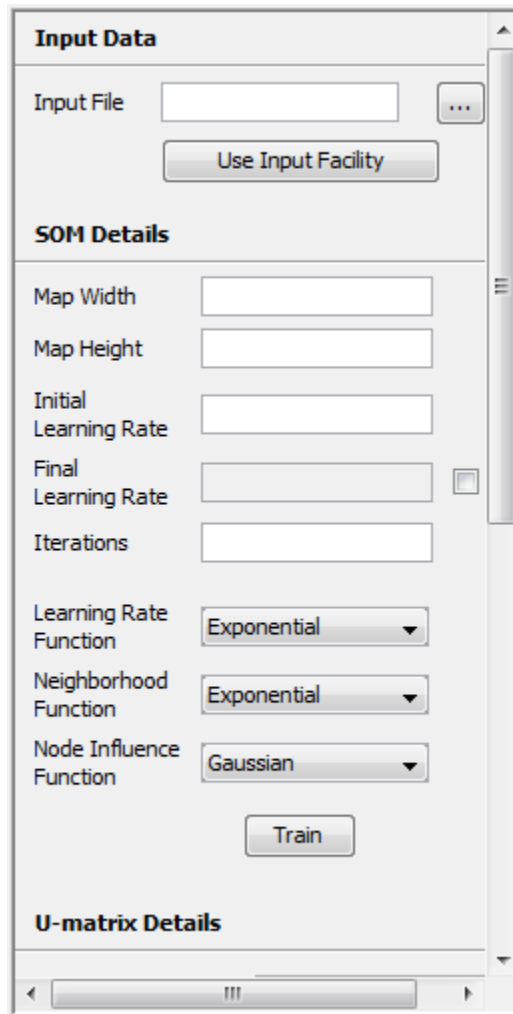 Input Data
Input File
...
Use Input Facility
SOM Details
Map Width
Map Height
Initial
Learning Rate
Final
Learning Rate
Iterations
Learning Rate
Function
Exponential
Neighborhood
Function
Exponential
Node Influence
Function
Gaussian
Train
U-matrix Details